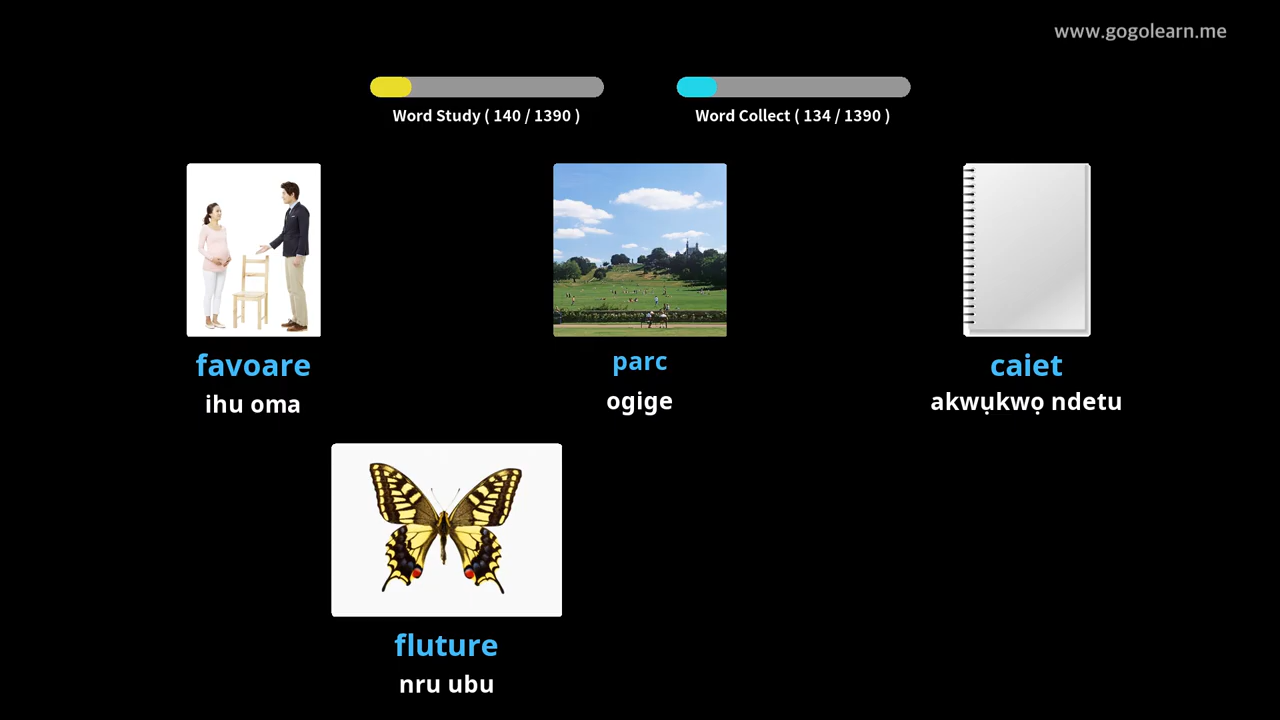 www.gogolearn.me
Word Study ( 140 / 1390 )
Word Collect ( 134 / 1390 )
favoare
ihu oma
parc
ogige
caiet
akwụkwọ ndetu
fluture
nru ubu